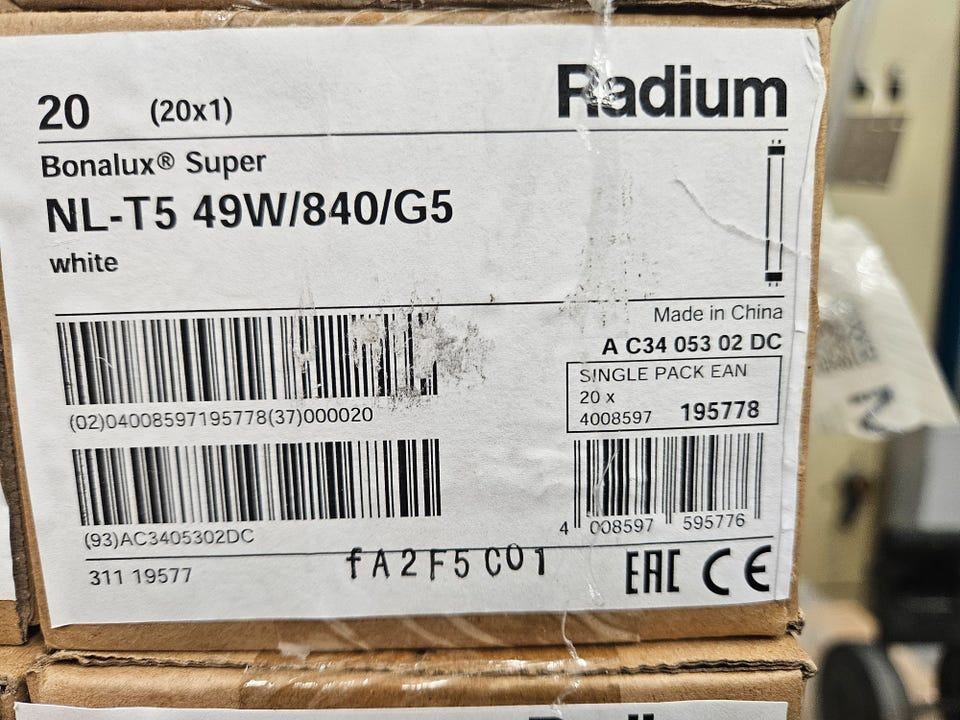 20 (20x1) Radium
Bonalux® Super
NL-T5 49W/840/G5
white
Made in China
A C34 053 02 DC
SINGLE PACK EAN
20 x
4008597 195778
(02)04008597195778(37)000020
4 008597 595776
(93)AC3405302DC
311 19577 fA2F5C01 EAC CE